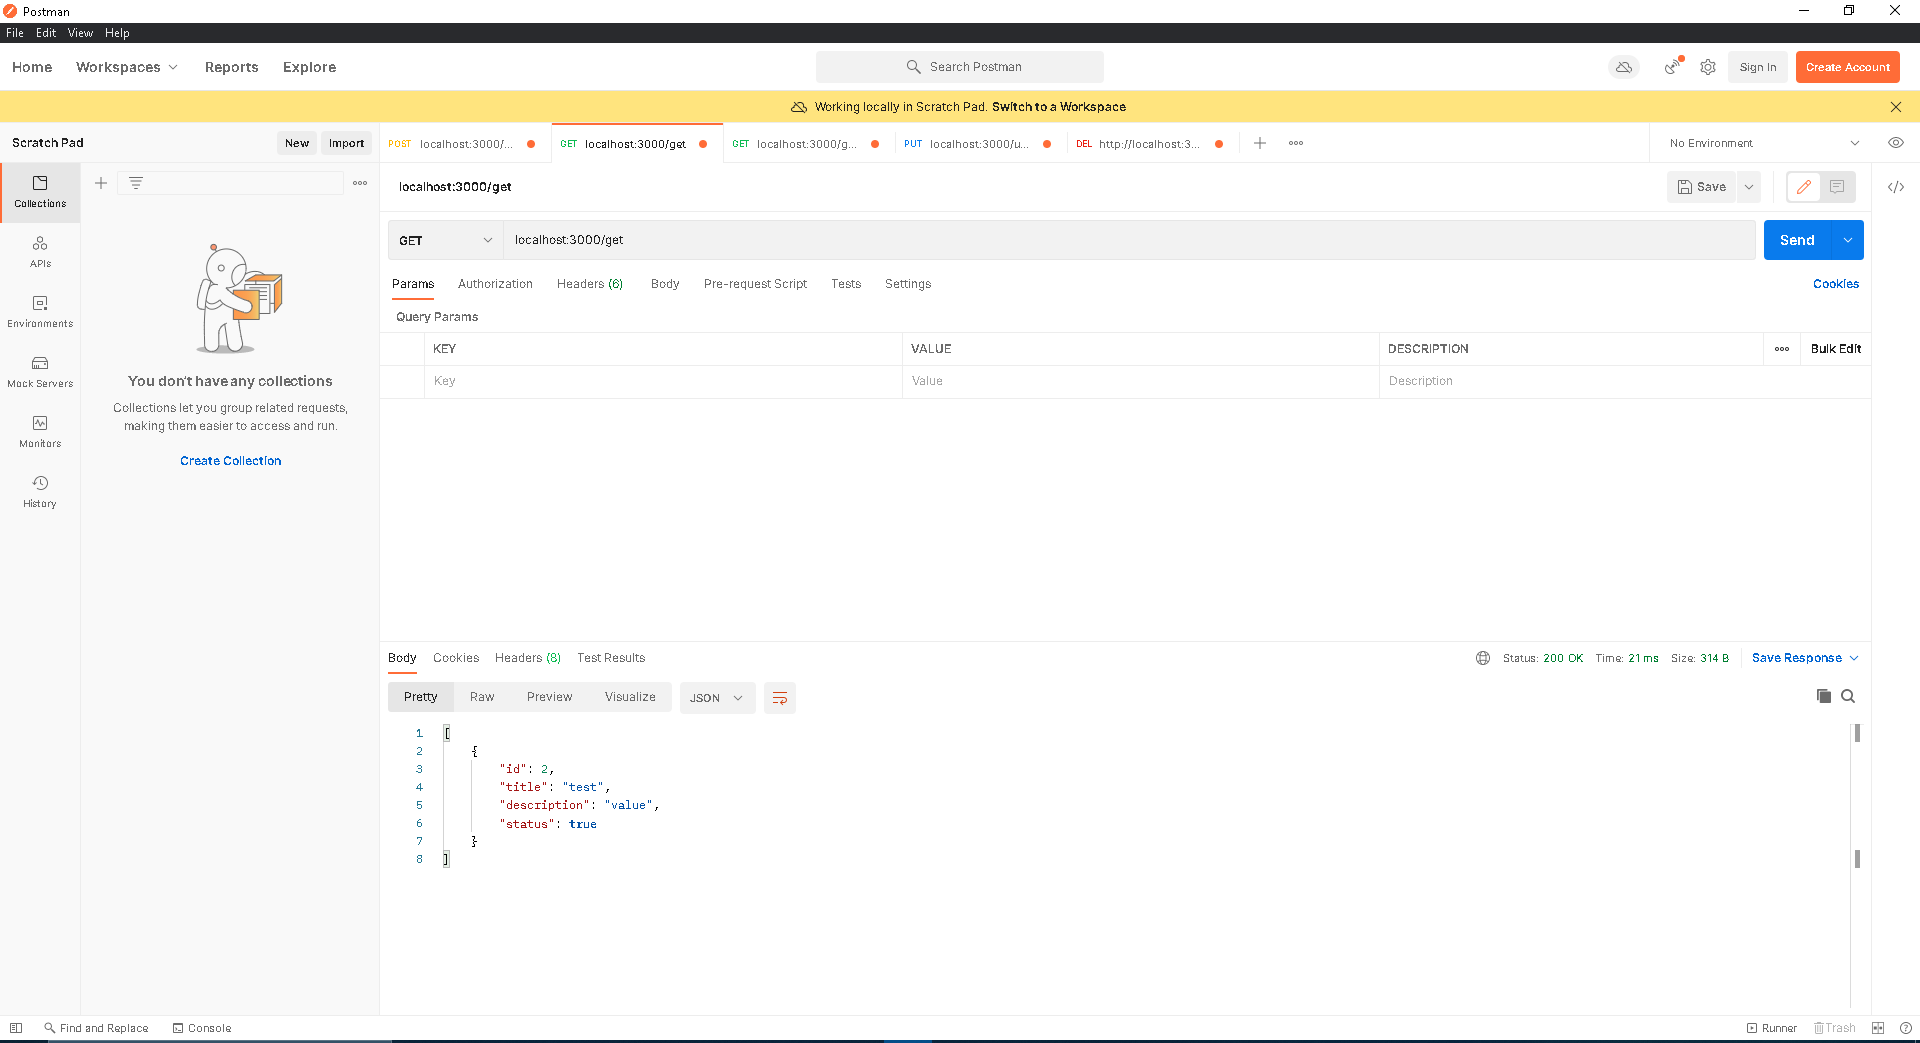 Postman
File Edit View Help
Home Workspaces Reports Explore
Search Postman
Sign In Create Account
Working locally in Scratch Pad. Switch to a Workspace
Scratch Pad New Import
POST localhost:3000/... GET localhost:3000/get GET localhost:3000/g... PUT localhost:3000/u... DEL http://localhost:3... No Environment
Collections
APIs
Environments
Mock Servers
Monitors
History
You don't have any collections
Collections let you group related requests,
making them easier to access and run.
Create Collection
localhost:3000/get Save
GET localhost:3000/get Send
Params Authorization Headers (6) Body Pre-request Script Tests Settings Cookies
Query Params
KEY VALUE DESCRIPTION Bulk Edit
Key Value Description
Body Cookies Headers (8) Test Results Status: 200 OK Time: 21 ms Size: 314 B Save Response
Pretty Raw Preview Visualize JSON
1 [
2 {
3 "id": 2,
4 "title": "test",
5 "description": "value",
6 "status": true
7 }
8 ]
Find and Replace Console Runner Trash